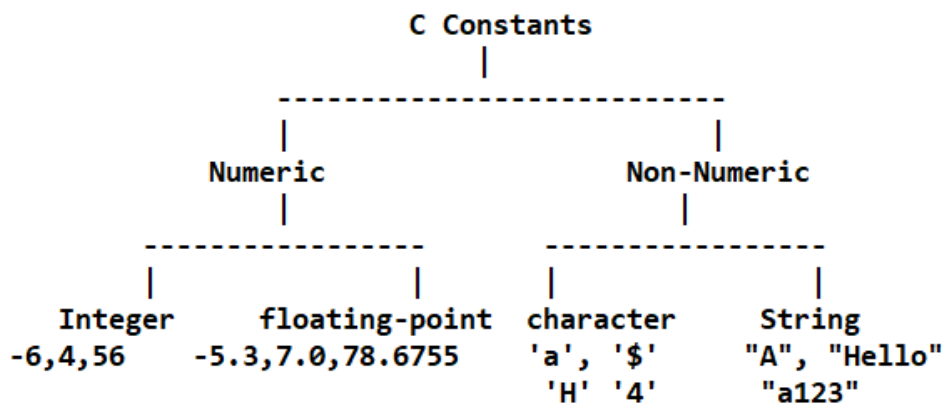 C Constants
|
---------------------------
| |
Numeric Non-Numeric
| |
----------------- -----------------
| | | |
Integer floating-point character String
-6,4,56 -5.3,7.0,78.6755 'a', '$' "A", "Hello"
'H' '4' "a123"